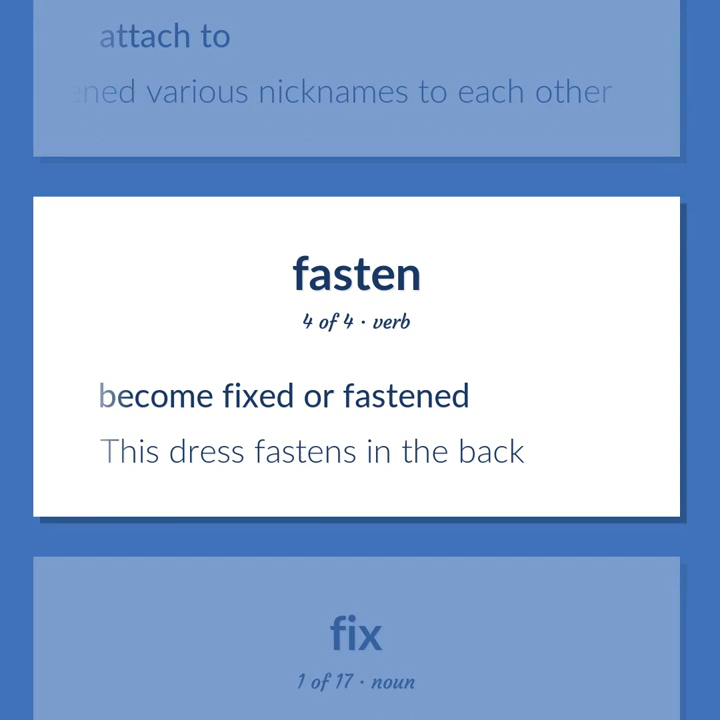 attach to
various nicknames to each other
fasten
4 of 4 · verb
become fixed or fastened
This dress fastens in the back
fix
1 of 17 · noun